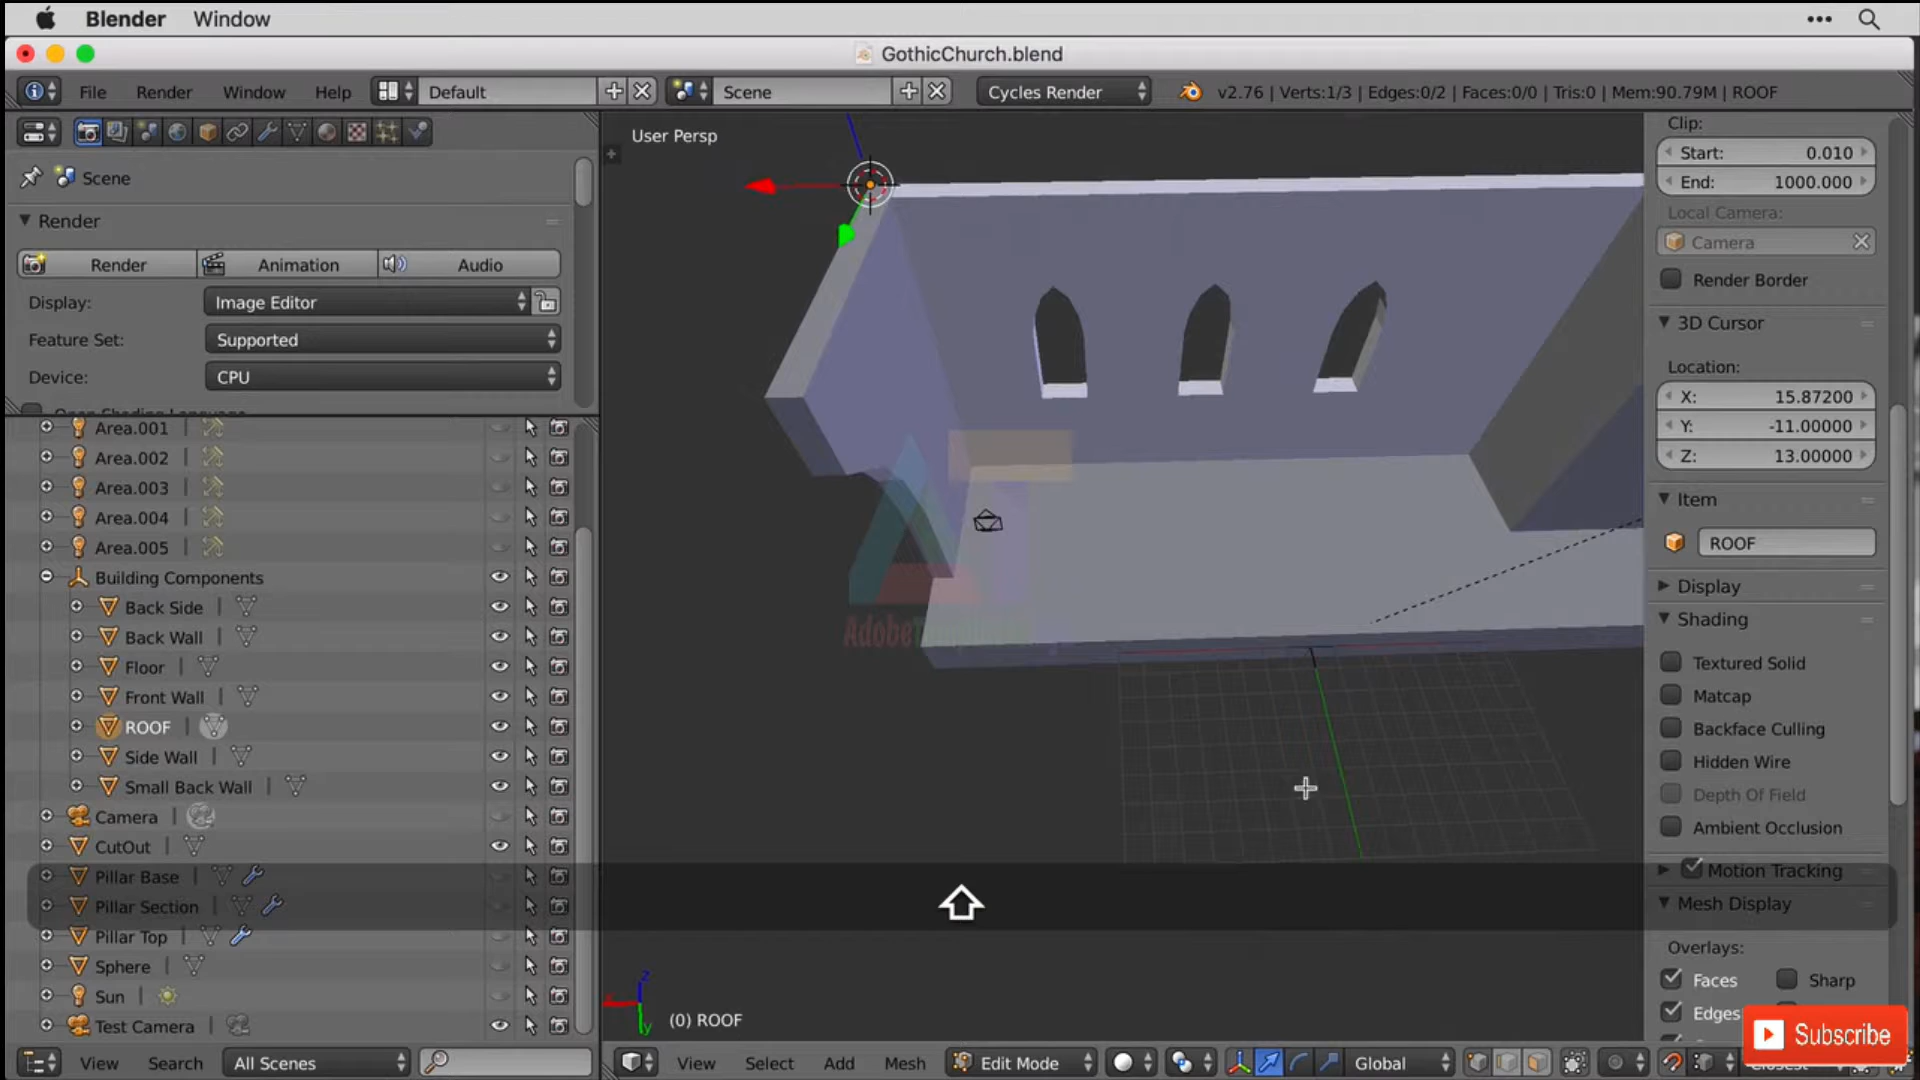 Blender Window
GothicChurch.blend
File Render Window Help Default Scene Cycles Render v2.76 | Verts:1/3 | Edges:0/2 | Faces:0/0 | Tris:0 | Mem:90.79M | ROOF
Scene
Render
Render Animation Audio
Display: Image Editor
Feature Set: Supported
Device: CPU
Open Shading Language
Area.001
Area.002
Area.003
Area.004
Area.005
Building Components
Back Side
Back Wall
Floor
Front Wall
ROOF
Side Wall
Small Back Wall
Camera
CutOut
Pillar Base
Pillar Section
Pillar Top
Sphere
Sun
Test Camera
View Search All Scenes
User Persp
z
y
(0) ROOF
View Select Add Mesh Edit Mode Global
Clip:
Start: 0.010
End: 1000.000
Local Camera:
Camera
Render Border
3D Cursor
Location:
X: 15.87200
Y: -11.00000
Z: 13.00000
Item
ROOF
Display
Shading
Textured Solid
Matcap
Backface Culling
Hidden Wire
Depth Of Field
Ambient Occlusion
Motion Tracking
Mesh Display
Overlays:
Faces Sharp
Edges
Subscribe